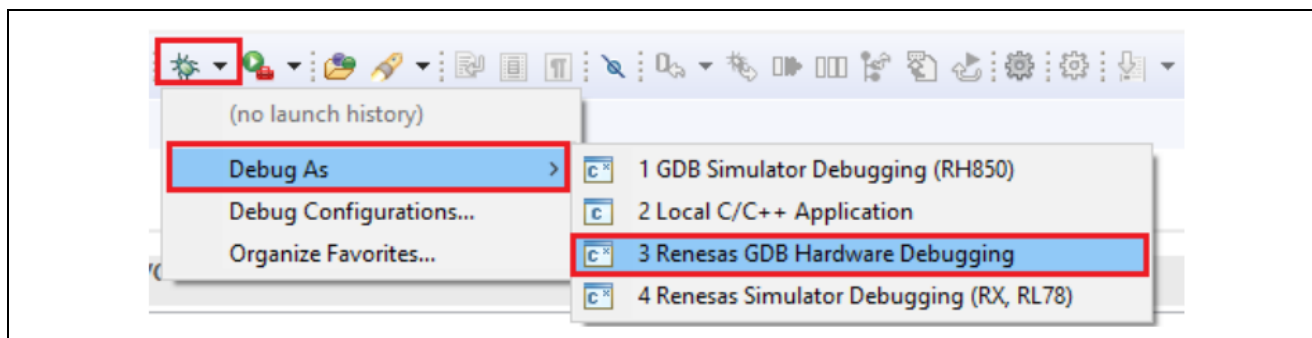 (no launch history)
Debug As
1 GDB Simulator Debugging (RH850)
Debug Configurations...
2 Local C/C++ Application
Organize Favorites...
3 Renesas GDB Hardware Debugging
4 Renesas Simulator Debugging (RX, RL78)